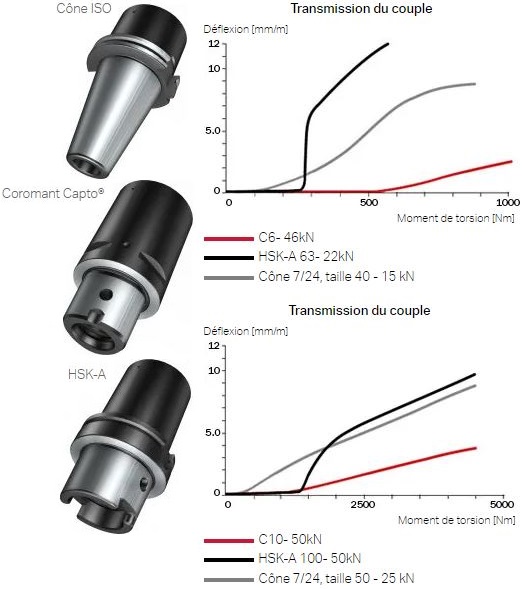 Cône ISO
Coromant Capto®
HSK-A
Transmission du couple
Déflexion [mm/m]
12
10
5.0
0
0 500 1000
Moment de torsion [Nm]
C6- 46kN
HSK-A 63- 22kN
Cône 7/24, taille 40 - 15 kN
Transmission du couple
Déflexion [mm/m]
12
10
5.0
0
0 2500 5000
Moment de torsion [Nm]
C10- 50kN
HSK-A 100- 50kN
Cône 7/24, taille 50 - 25 kN